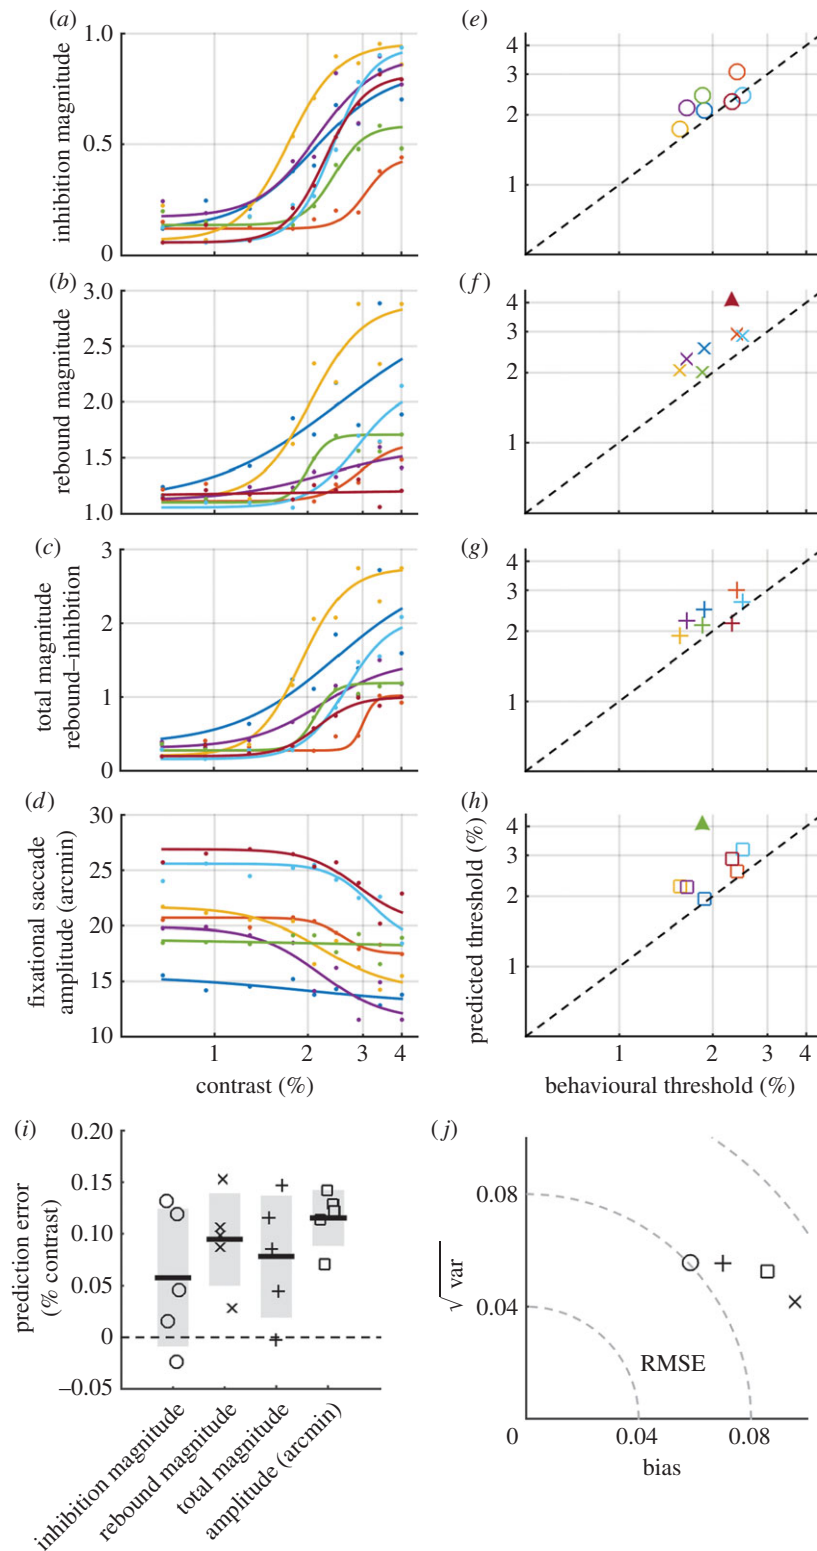 (a)
inhibition magnitude
1.0
0.5
0
(e)
4
3
2
1
(b)
rebound magnitude
3.0
2.5
2.0
1.5
1.0
(f)
4
3
2
1
(c)
total magnitude
rebound–inhibition
3
2
1
0
(g)
4
3
2
1
(d)
fixational saccade
amplitude (arcmin)
30
25
20
15
10
1 2 3 4
contrast (%)
(h)
predicted threshold (%)
4
3
2
1
1 2 3 4
behavioural threshold (%)
(i)
prediction error
(% contrast)
0.20
0.15
0.10
0.05
0
–0.05
inhibition magnitude
rebound magnitude
total magnitude
amplitude (arcmin)
(j)
√var
0.08
0.04
RMSE
0 0.04 0.08
bias